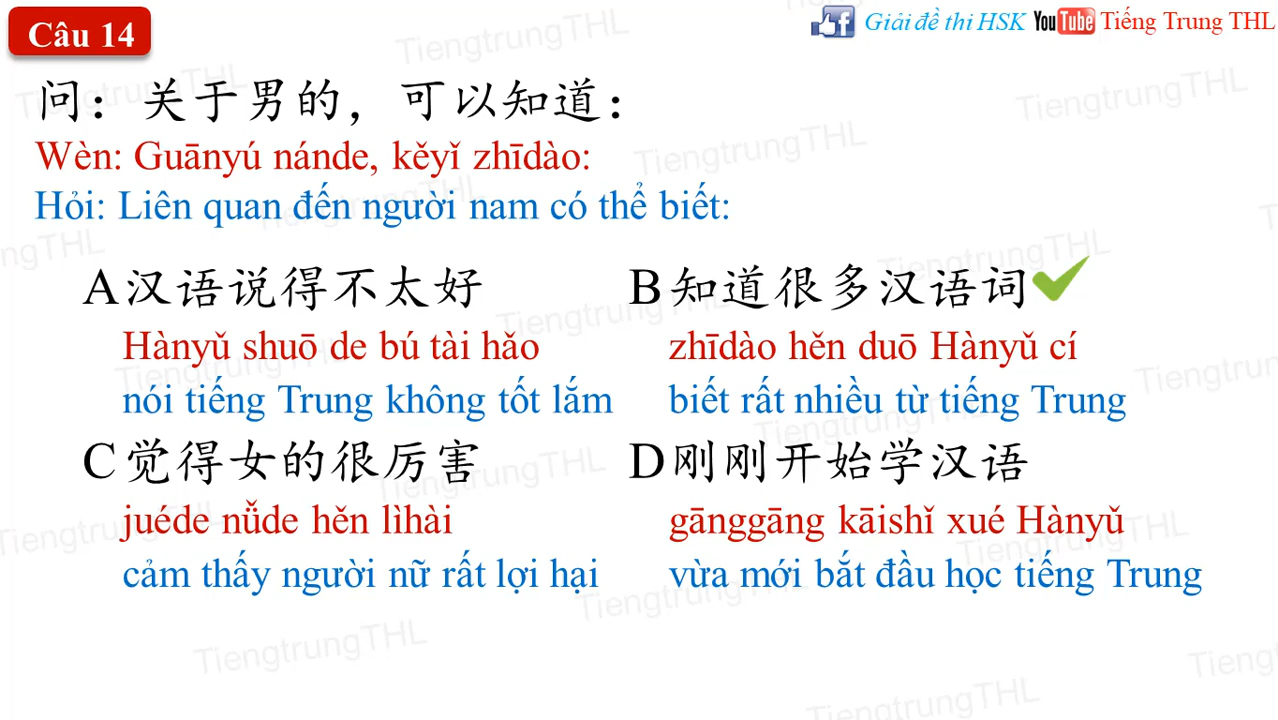 Câu 14
Giải đề thi HSK YouTube Tiếng Trung THL
问：关于男的，可以知道：
Wèn: Guānyú nánde, kěyǐ zhīdào:
Hỏi: Liên quan đến người nam có thể biết:
A汉语说得不太好
Hànyǔ shuō de bú tài hǎo
nói tiếng Trung không tốt lắm
B知道很多汉语词
zhīdào hěn duō Hànyǔ cí
biết rất nhiều từ tiếng Trung
C觉得女的很厉害
juéde nǚde hěn lìhài
cảm thấy người nữ rất lợi hại
D刚刚开始学汉语
gānggāng kāishǐ xué Hànyǔ
vừa mới bắt đầu học tiếng Trung
TiengtrungTHL